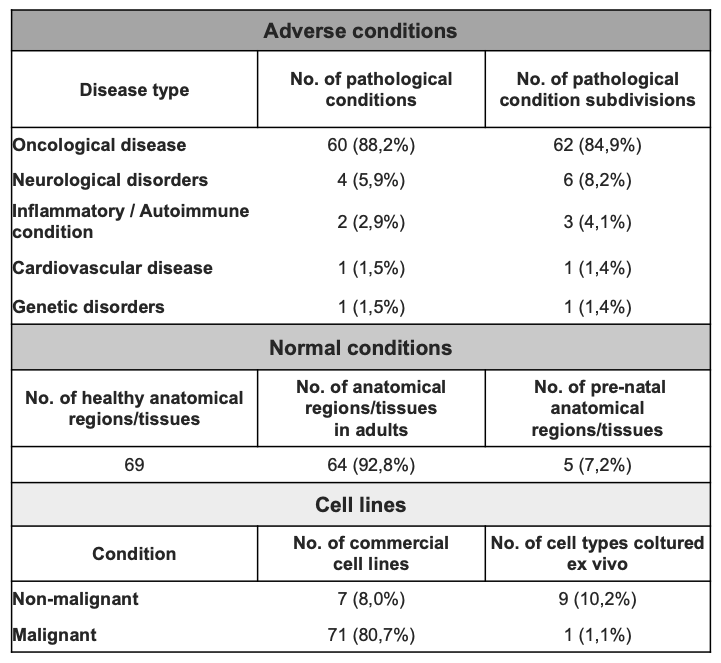 Adverse conditions
Disease type
No. of pathological
conditions
No. of pathological
condition subdivisions
Oncological disease
60 (88,2%)
62 (84,9%)
Neurological disorders
4 (5,9%)
6 (8,2%)
Inflammatory / Autoimmune
condition
2 (2,9%)
3 (4,1%)
Cardiovascular disease
1 (1,5%)
1 (1,4%)
Genetic disorders
1 (1,5%)
1 (1,4%)
Normal conditions
No. of healthy anatomical
regions/tissues
No. of anatomical
regions/tissues
in adults
No. of pre-natal
anatomical
regions/tissues
69
64 (92,8%)
5 (7,2%)
Cell lines
Condition
No. of commercial
cell lines
No. of cell types coltured
ex vivo
Non-malignant
7 (8,0%)
9 (10,2%)
Malignant
71 (80,7%)
1 (1,1%)